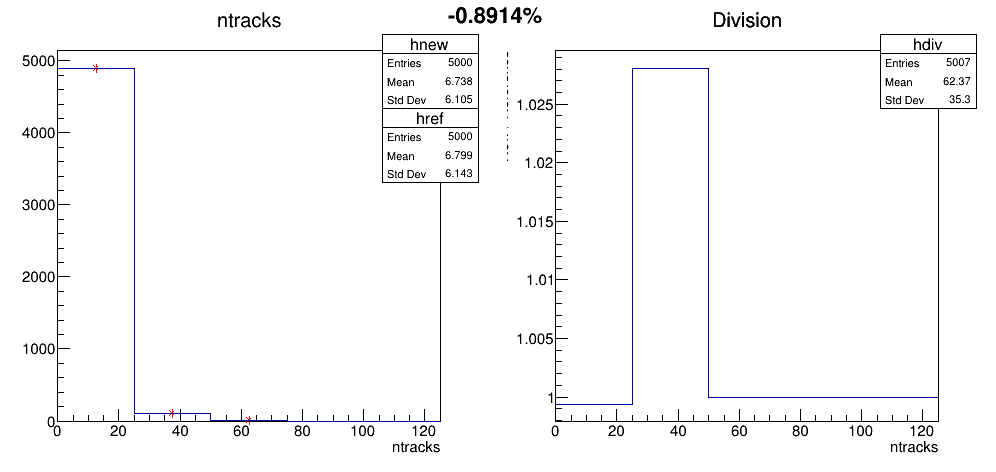 -0.8914%
ntracks
hnew
Entries 5000
Mean 6.738
Std Dev 6.105
href
Entries 5000
Mean 6.799
Std Dev 6.143
5000
4000
3000
2000
1000
0
0 20 40 60 80 100 120
ntracks
Division
hdiv
Entries 5007
Mean 62.37
Std Dev 35.3
1.025
1.02
1.015
1.01
1.005
1
0 20 40 60 80 100 120
ntracks